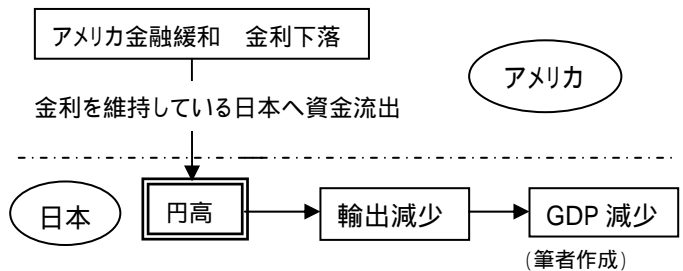 アメリカ金融緩和　金利下落
アメリカ
金利を維持している日本へ資金流出
日本
円高
輸出減少
GDP 減少
(筆者作成)